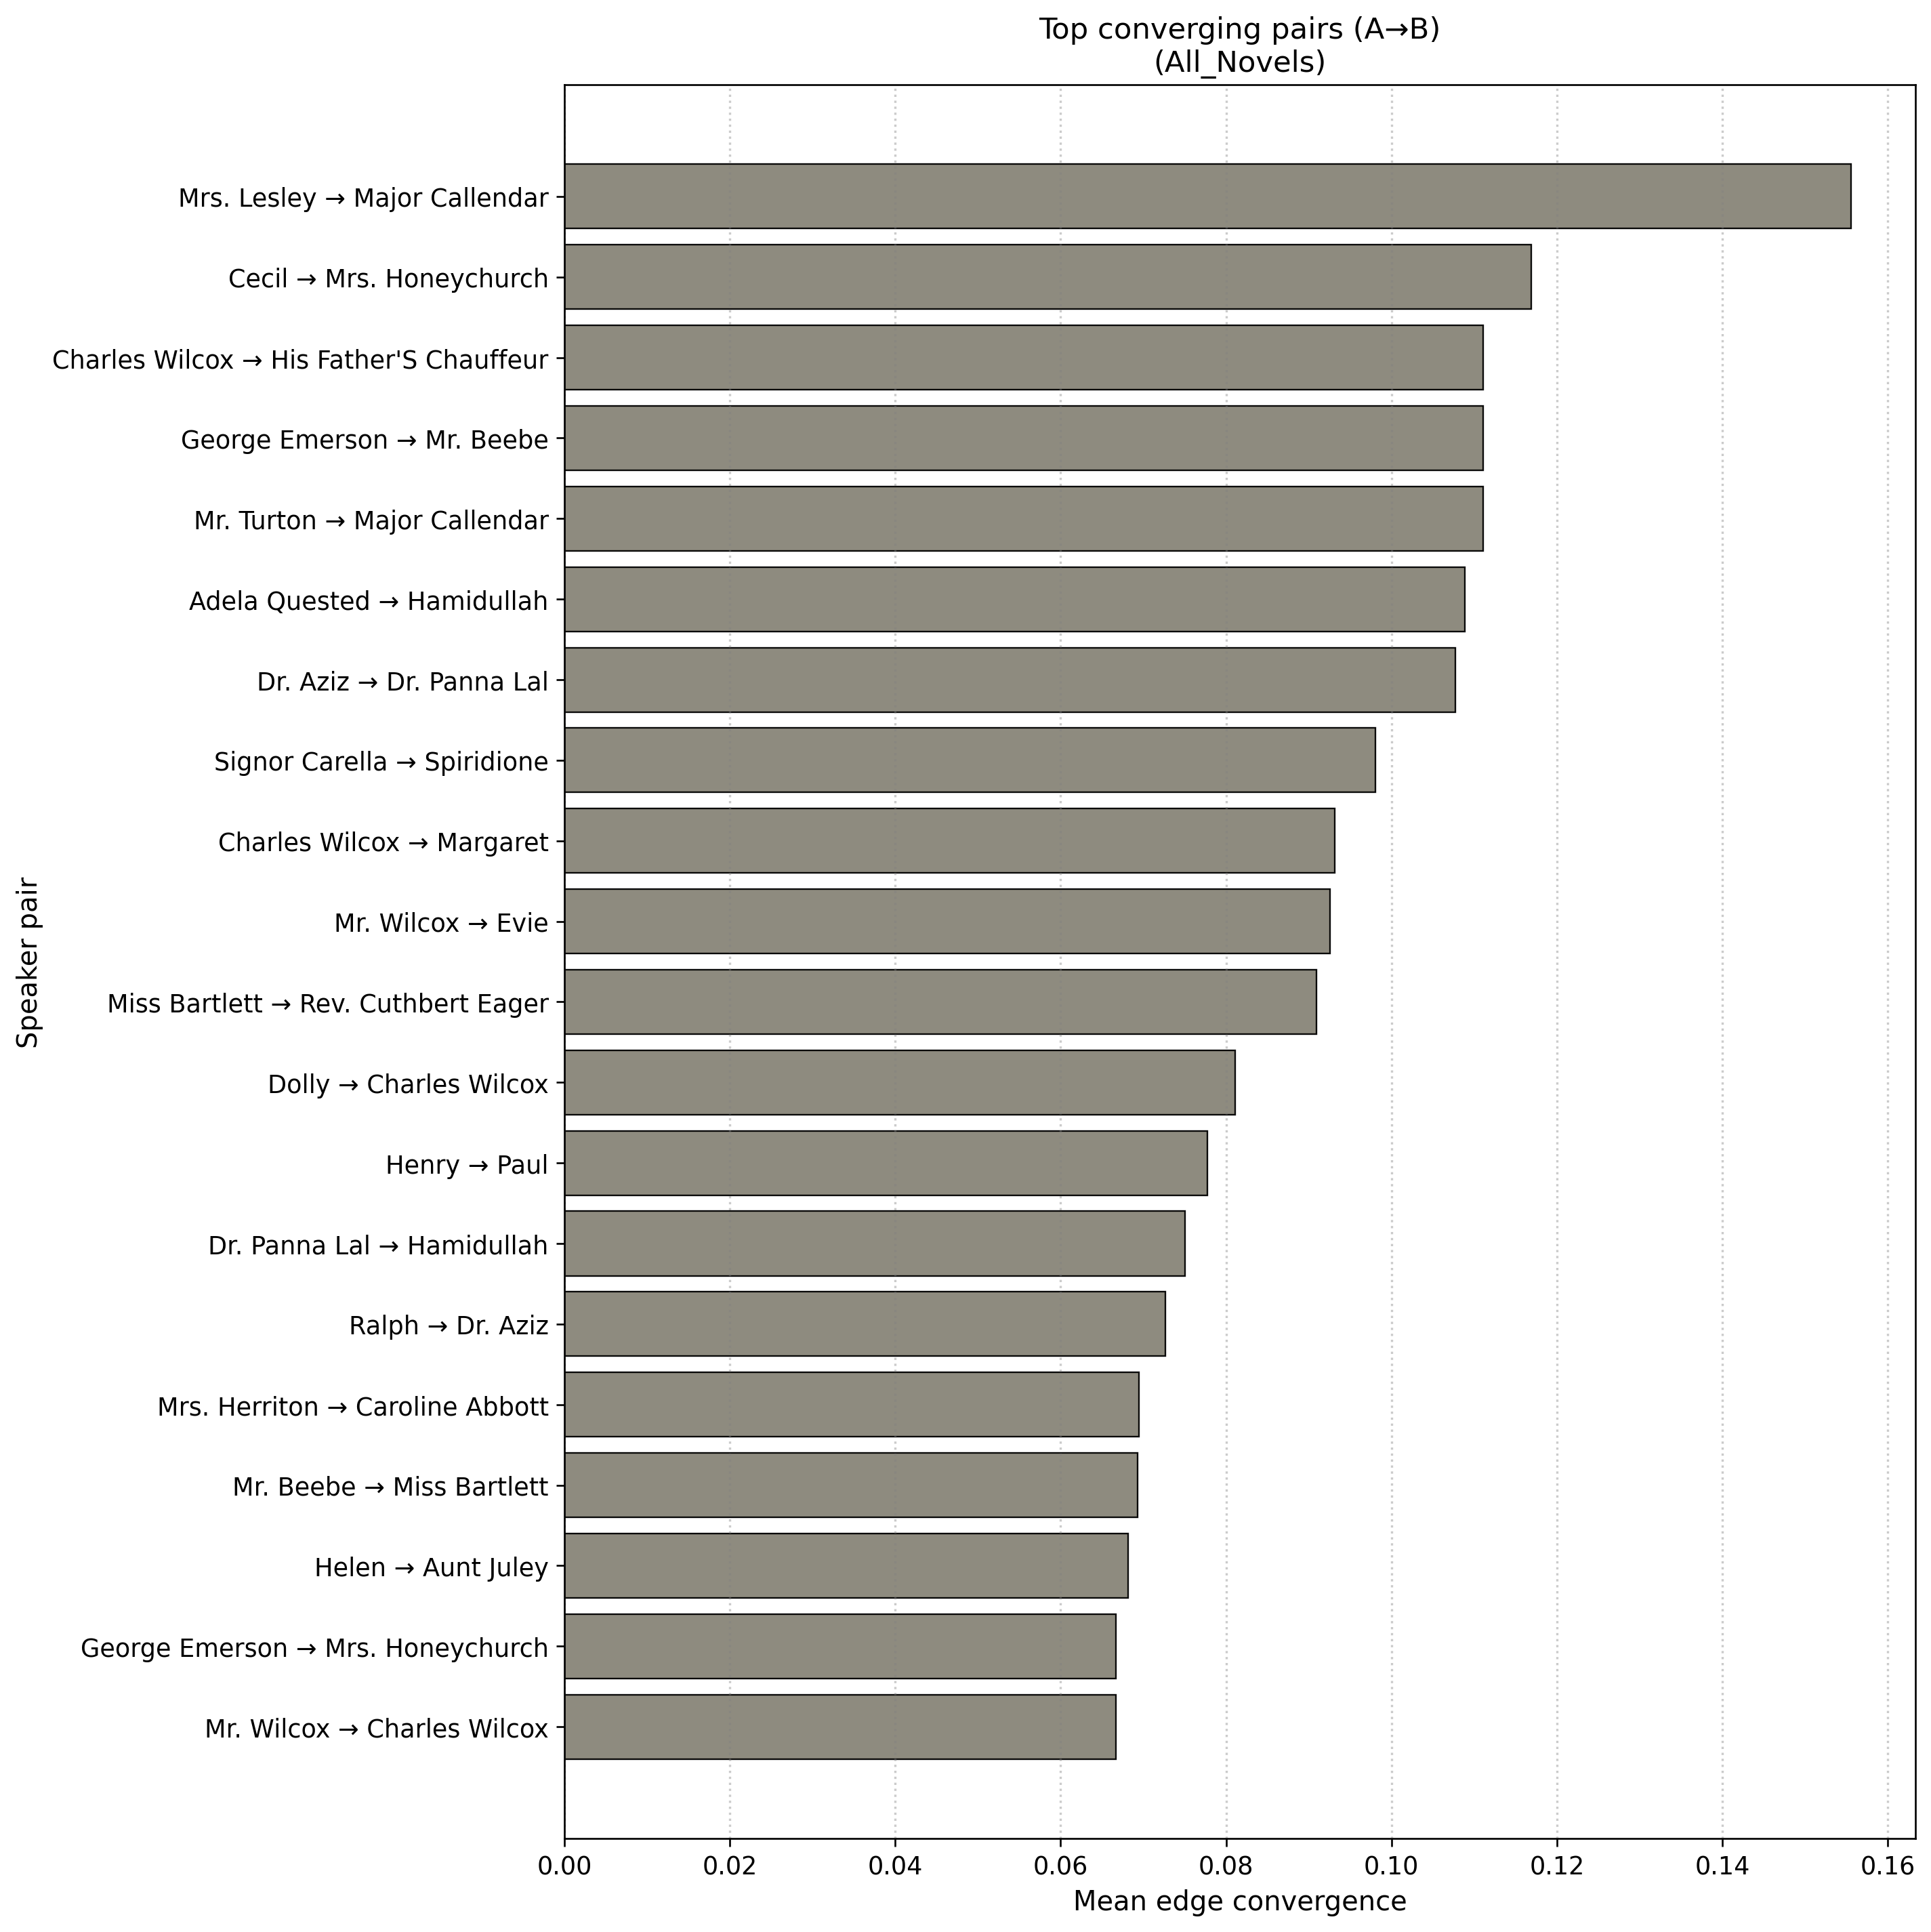 Top converging pairs (A→B)
(All_Novels)
Mrs. Lesley → Major Callendar
Cecil → Mrs. Honeychurch
Charles Wilcox → His Father'S Chauffeur
George Emerson → Mr. Beebe
Mr. Turton → Major Callendar
Adela Quested → Hamidullah
Dr. Aziz → Dr. Panna Lal
Signor Carella → Spiridione
Charles Wilcox → Margaret
Mr. Wilcox → Evie
Miss Bartlett → Rev. Cuthbert Eager
Dolly → Charles Wilcox
Henry → Paul
Dr. Panna Lal → Hamidullah
Ralph → Dr. Aziz
Mrs. Herriton → Caroline Abbott
Mr. Beebe → Miss Bartlett
Helen → Aunt Juley
George Emerson → Mrs. Honeychurch
Mr. Wilcox → Charles Wilcox
Speaker pair
0.00 0.02 0.04 0.06 0.08 0.10 0.12 0.14 0.16
Mean edge convergence